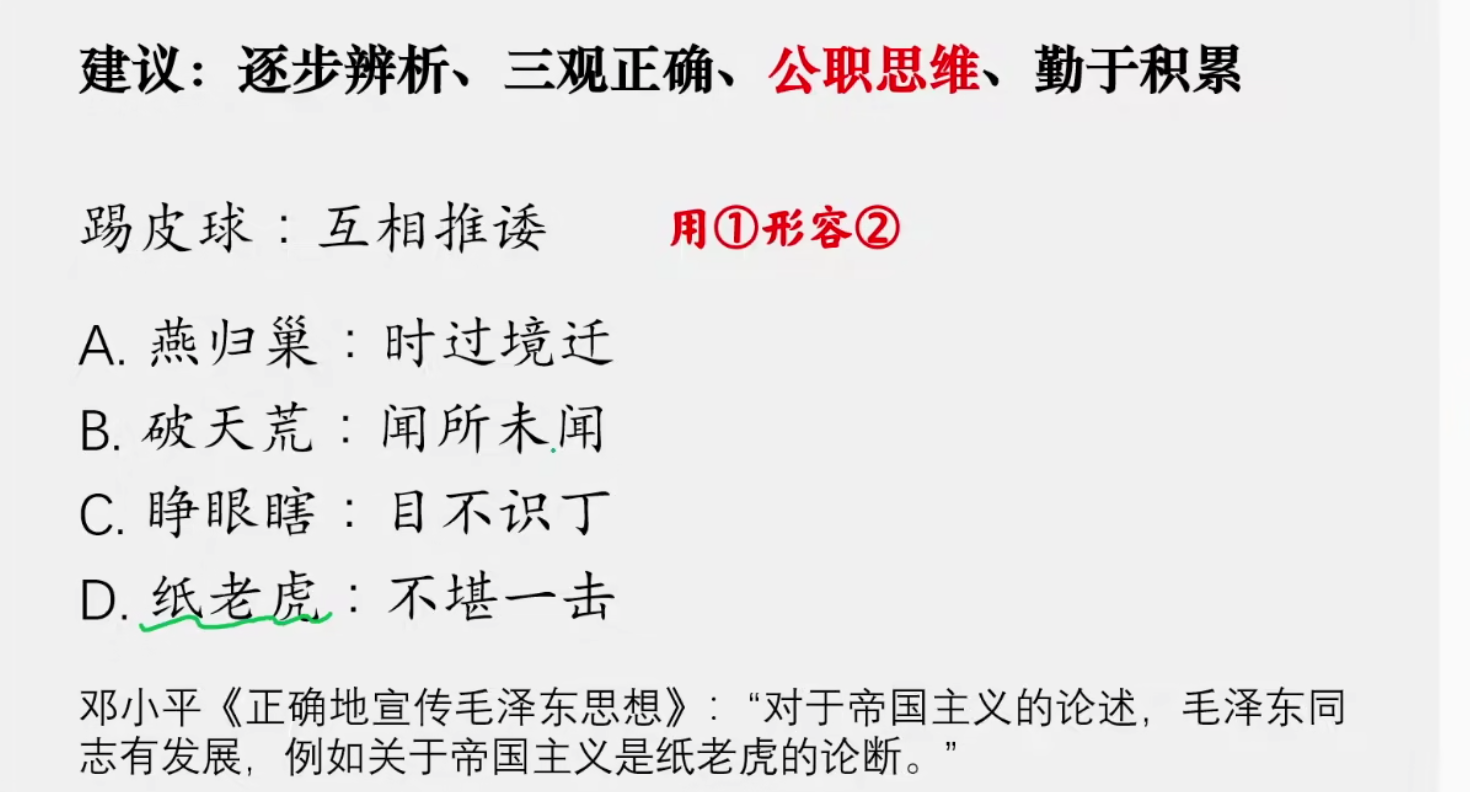 建议：逐步辨析、三观正确、公职思维、勤于积累
踢皮球：互相推诿 用①形容②
A. 燕归巢：时过境迁
B. 破天荒：闻所未闻
C. 睁眼瞎：目不识丁
D. 纸老虎：不堪一击
邓小平《正确地宣传毛泽东思想》：“对于帝国主义的论述，毛泽东同
志有发展，例如关于帝国主义是纸老虎的论断。”